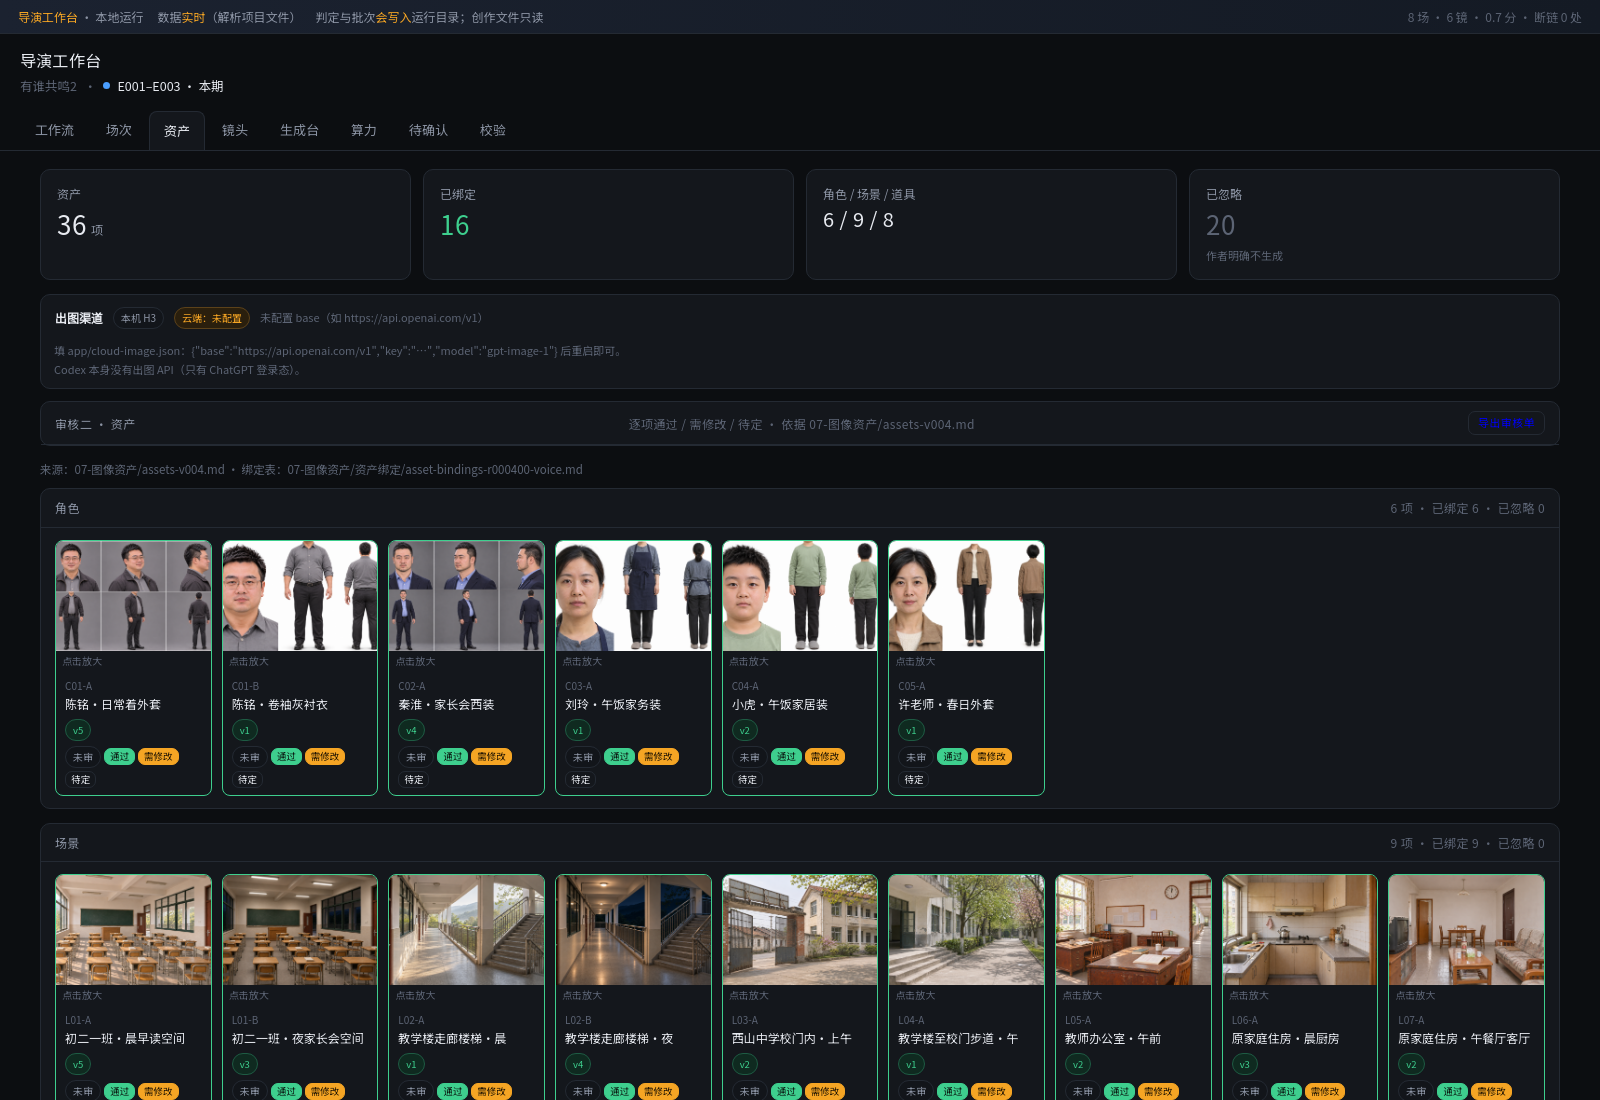 导演工作台 • 本地运行 数据实时（解析项目文件） 判定与批次会写入运行目录；创作文件只读 8 场 • 6 镜 • 0.7 分 • 断链 0 处
导演工作台
有谁共鸣2 • E001–E003 • 本期
工作流 场次 资产 镜头 生成台 算力 待确认 校验
资产 已绑定 角色 / 场景 / 道具 已忽略
36 项 16 6 / 9 / 8 20
作者明确不生成
出图渠道 本机 H3 云端：未配置 未配置 base（如 https://api.openai.com/v1）
填 app/cloud-image.json：{"base":"https://api.openai.com/v1","key":"…","model":"gpt-image-1"} 后重启即可。
Codex 本身没有出图 API（只有 ChatGPT 登录态）。
审核二 • 资产 逐项通过 / 需修改 / 待定 • 依据 07-图像资产/assets-v004.md
来源：07-图像资产/assets-v004.md • 绑定表：07-图像资产/资产绑定/asset-bindings-r000400-voice.md
角色 6 项 • 已绑定 6 • 已忽略 0
点击放大 点击放大 点击放大 点击放大 点击放大 点击放大
C01-A C01-B C02-A C03-A C04-A C05-A
陈铭・日常着外套 陈铭・卷袖灰衬衣 秦淮・家长会西装 刘玲・午饭家务装 小虎・午饭家居装 许老师・春日外套
v5 v1 v4 v1 v2 v1
未审 通过 需修改 未审 通过 需修改 未审 通过 需修改 未审 通过 需修改 未审 通过 需修改 未审 通过 需修改
待定 待定 待定 待定 待定 待定
场景 9 项 • 已绑定 9 • 已忽略 0
点击放大 点击放大 点击放大 点击放大 点击放大 点击放大 点击放大 点击放大 点击放大
L01-A L01-B L02-A L02-B L03-A L04-A L05-A L06-A L07-A
初二一班・晨早读空间 初二一班・夜家长会空间 教学楼走廊楼梯・晨 教学楼走廊楼梯・夜 西山中学校门内・上午 教学楼至校门步道・午 教师办公室・午前 原家庭住房・晨厨房 原家庭住房・午餐厅客厅
v5 v3 v1 v4 v2 v1 v2 v3 v2
未审 通过 需修改 未审 通过 需修改 未审 通过 需修改 未审 通过 需修改 未审 通过 需修改 未审 通过 需修改 未审 通过 需修改 未审 通过 需修改 未审 通过 需修改